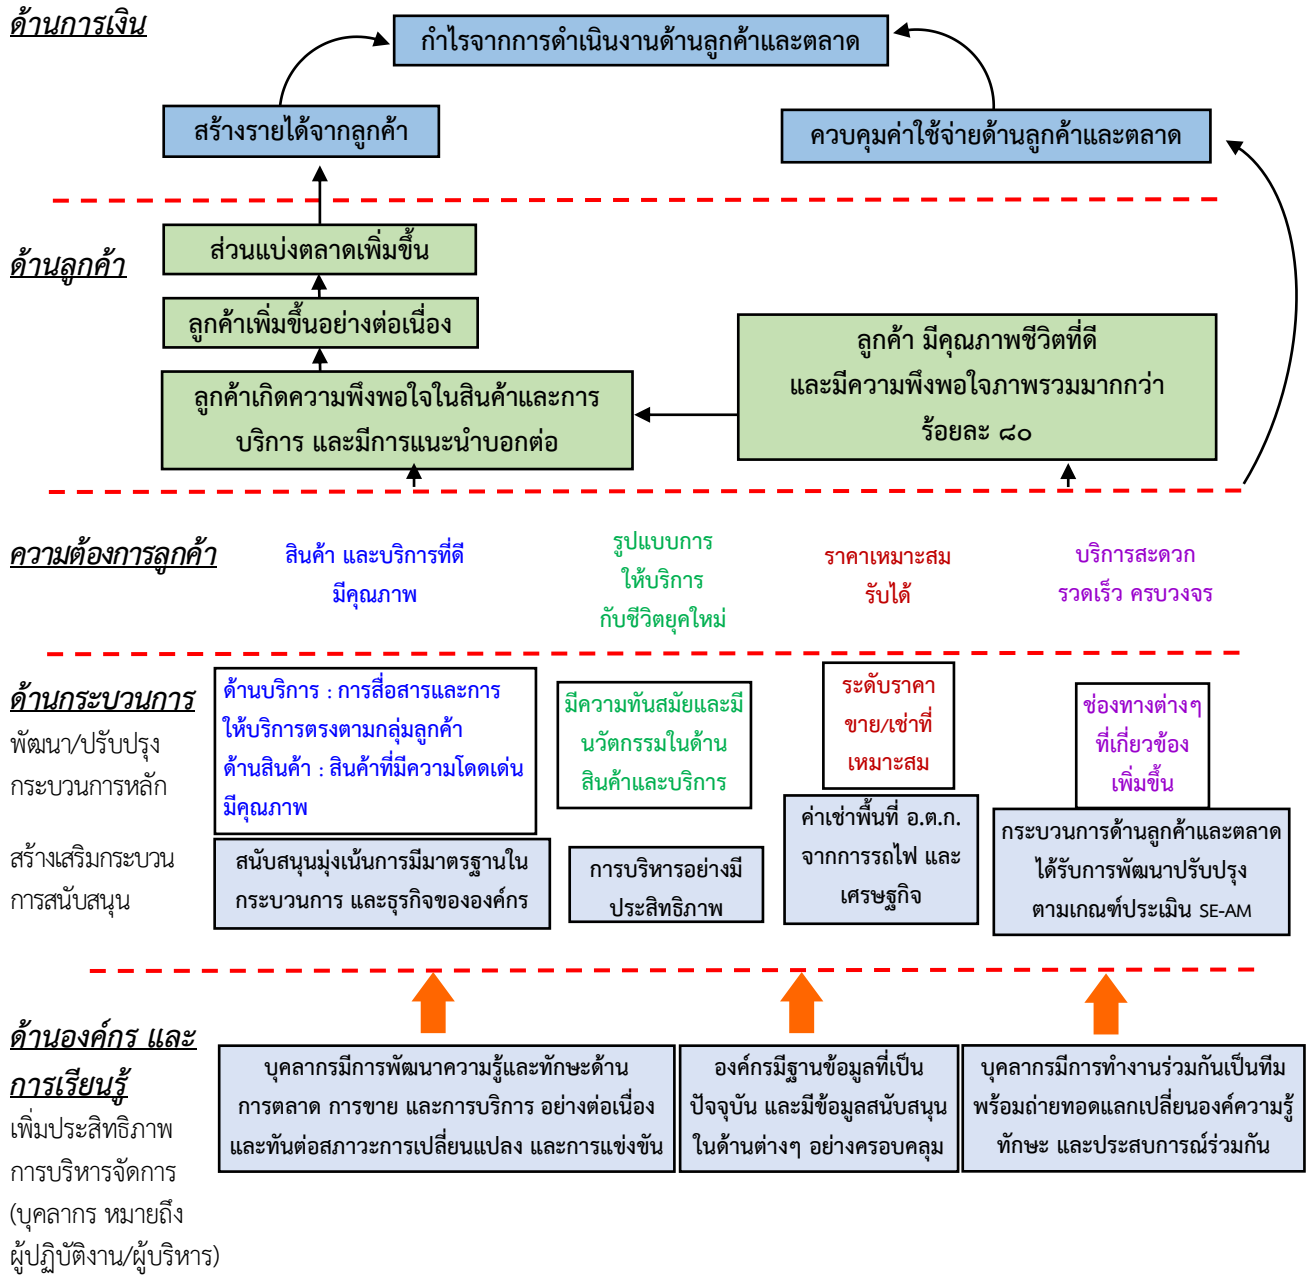 ด้านการเงิน
กำไรจากการดำเนินงานด้านลูกค้าและตลาด
สร้างรายได้จากลูกค้า
ควบคุมค่าใช้จ่ายด้านลูกค้าและตลาด
ด้านลูกค้า
ส่วนแบ่งตลาดเพิ่มขึ้น
ลูกค้าเพิ่มขึ้นอย่างต่อเนื่อง
ลูกค้าเกิดความพึงพอใจในสินค้าและการ
บริการ และมีการแนะนำบอกต่อ
ลูกค้า มีคุณภาพชีวิตที่ดี
และมีความพึงพอใจภาพรวมมากกว่า
ร้อยละ ๘๐
ความต้องการลูกค้า
สินค้า และบริการที่ดี
มีคุณภาพ
รูปแบบการ
ให้บริการ
กับชีวิตยุคใหม่
ราคาเหมาะสม
รับได้
บริการสะดวก
รวดเร็ว ครบวงจร
ด้านกระบวนการ
พัฒนา/ปรับปรุง
กระบวนการหลัก
ด้านบริการ : การสื่อสารและการ
ให้บริการตรงตามกลุ่มลูกค้า
ด้านสินค้า : สินค้าที่มีความโดดเด่น
มีคุณภาพ
มีความทันสมัยและมี
นวัตกรรมในด้าน
สินค้าและบริการ
ระดับราคา
ขาย/เช่าที่
เหมาะสม
ช่องทางต่างๆ
ที่เกี่ยวข้อง
เพิ่มขึ้น
สร้างเสริมกระบวน
การสนับสนุน
สนับสนุนมุ่งเน้นการมีมาตรฐานใน
กระบวนการ และธุรกิจขององค์กร
การบริหารอย่างมี
ประสิทธิภาพ
ค่าเช่าพื้นที่ อ.ต.ก.
จากการรถไฟ และ
เศรษฐกิจ
กระบวนการด้านลูกค้าและตลาด
ได้รับการพัฒนาปรับปรุง
ตามเกณฑ์ประเมิน SE-AM
ด้านองค์กร และ
การเรียนรู้
เพิ่มประสิทธิภาพ
การบริหารจัดการ
(บุคลากร หมายถึง
ผู้ปฏิบัติงาน/ผู้บริหาร)
บุคลากรมีการพัฒนาความรู้และทักษะด้าน
การตลาด การขาย และการบริการ อย่างต่อเนื่อง
และทันต่อสภาวะการเปลี่ยนแปลง และการแข่งขัน
องค์กรมีฐานข้อมูลที่เป็น
ปัจจุบัน และมีข้อมูลสนับสนุน
ในด้านต่างๆ อย่างครอบคลุม
บุคลากรมีการทำงานร่วมกันเป็นทีม
พร้อมถ่ายทอดแลกเปลี่ยนองค์ความรู้
ทักษะ และประสบการณ์ร่วมกัน